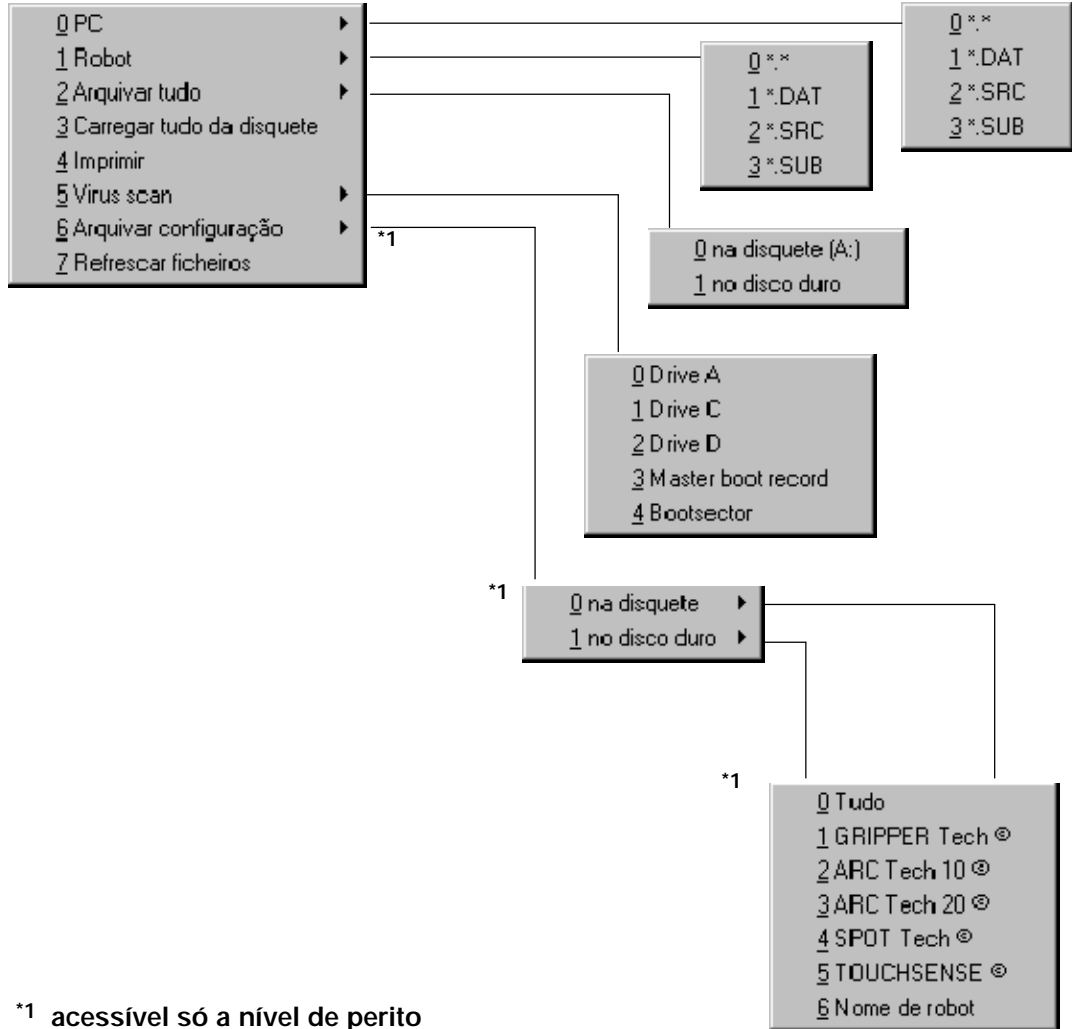 0 PC
1 Robot
2 Arquivar tudo
3 Carregar tudo da disquete
4 Imprimir
5 Virus scan
6 Arquivar configuração
7 Refrescar ficheiros
*1
0 *.*
1 *.DAT
2 *.SRC
3 *.SUB
0 *.*
1 *.DAT
2 *.SRC
3 *.SUB
0 na disquete (A:)
1 no disco duro
0 Drive A
1 Drive C
2 Drive D
3 Master boot record
4 Bootsector
*1
0 na disquete
1 no disco duro
*1
0 Tudo
1 GRIPPER Tech ©
2 ARC Tech 10 ©
3 ARC Tech 20 ©
4 SPOT Tech ©
5 TOUCHSENSE ©
6 Nome de robot
*1 acessível só a nível de perito